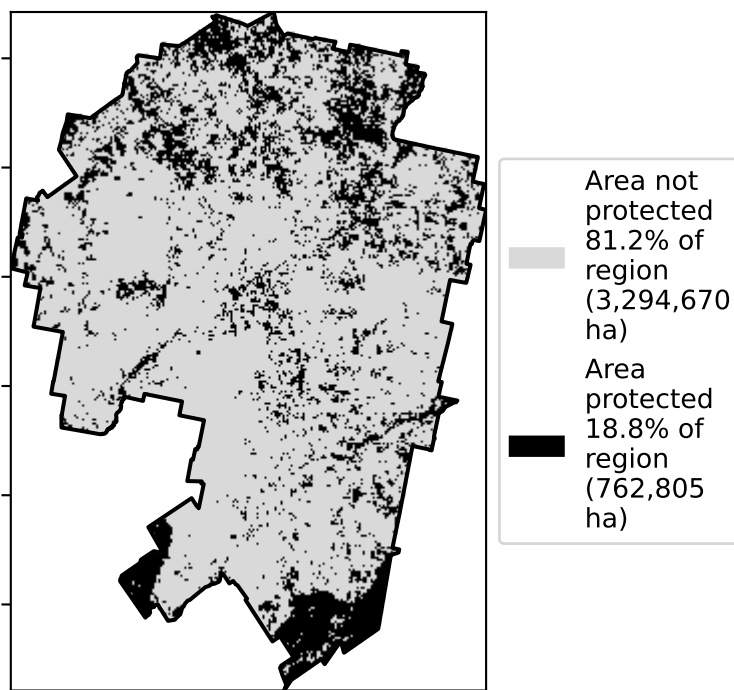 Area not
protected
81.2% of
region
(3,294,670
ha)
Area
protected
18.8% of
region
(762,805
ha)